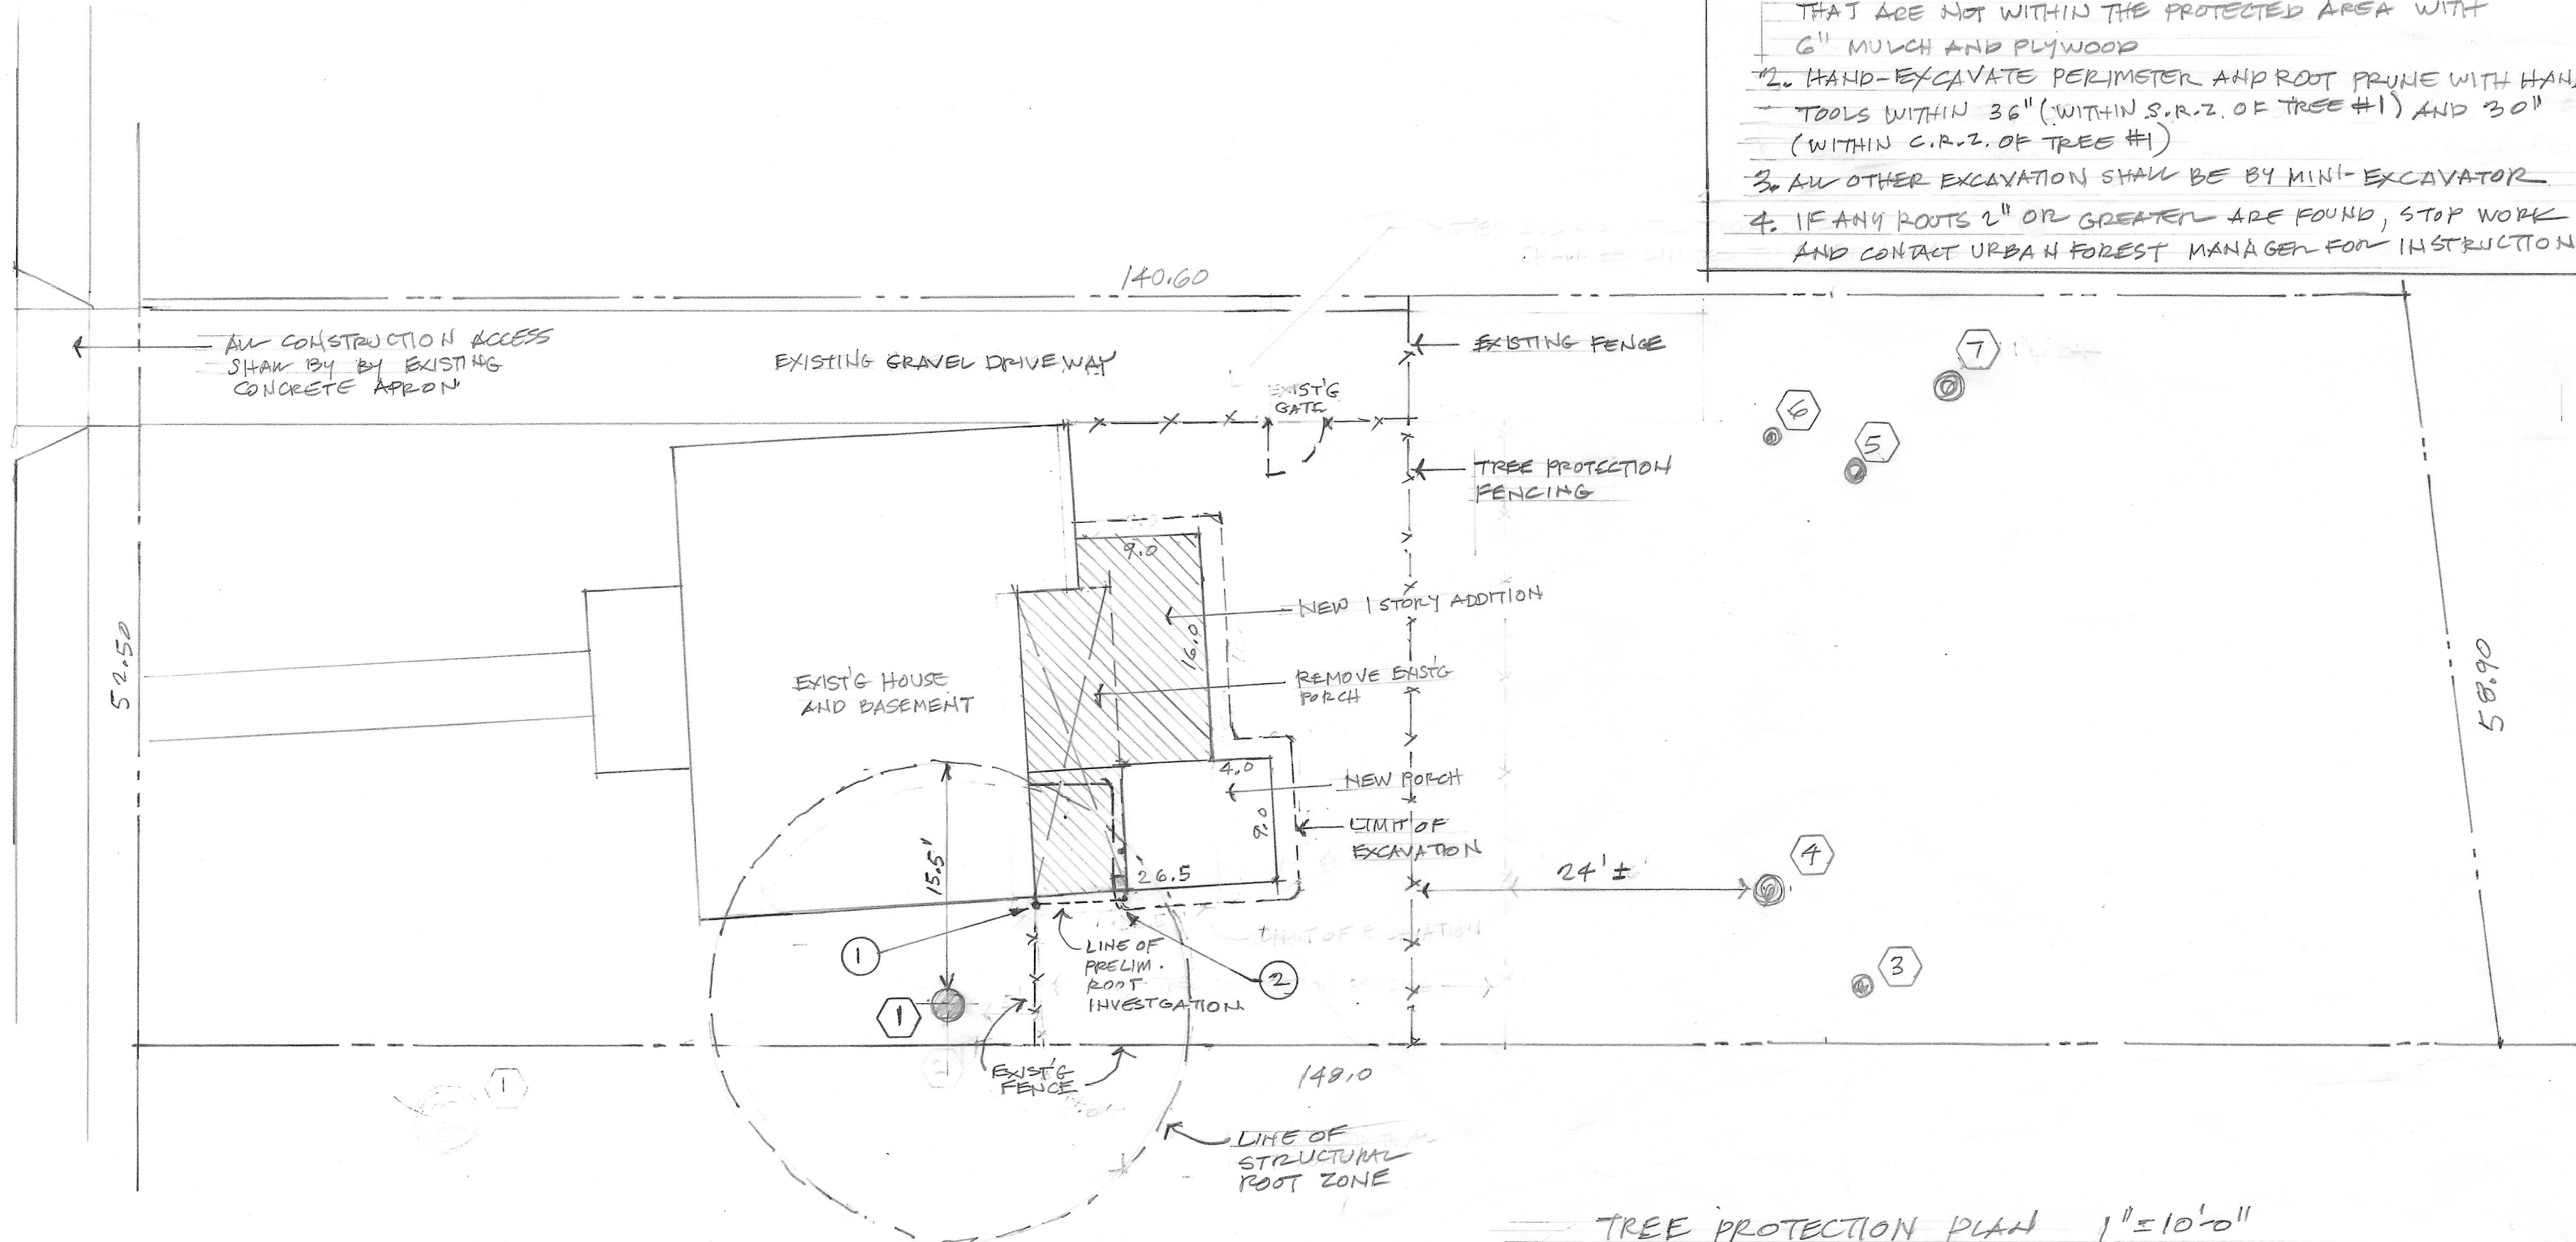 THAT ARE NOT WITHIN THE PROTECTED AREA WITH
6" MULCH AND PLYWOOD
2. HAND-EXCAVATE PERIMETER AND ROOT PRUNE WITH HAN
TOOLS WITHIN 36" (WITHIN S.R.Z. OF TREE #1) AND 30"
(WITHIN C.R.Z. OF TREE #1)
3. ALL OTHER EXCAVATION SHALL BE BY MINI-EXCAVATOR
4. IF ANY ROOTS 2" OR GREATER ARE FOUND, STOP WORK
AND CONTACT URBAN FOREST MANAGER FOR INSTRUCTION
140.60
ALL CONSTRUCTION ACCESS
SHALL BY BY EXISTING
CONCRETE APRON
EXISTING GRAVEL DRIVEWAY
EXIST'G
GATE
EXISTING FENCE
7
6
5
TREE PROTECTION
FENCING
9.0
NEW 1 STORY ADDITION
16.0
52.50
EXIST'G HOUSE
AND BASEMENT
REMOVE EXIST'G
PORCH
58.90
4.0
NEW PORCH
9.0
LIMIT OF
EXCAVATION
15.5'
26.5
24'±
4
1
LINE OF
PRELIM.
ROOT
INVESTGATION
2
3
1
EXIST'G
FENCE
148.0
1
LINE OF
STRUCTURAL
ROOT ZONE
LIMIT OF EXCAVATION
TREE PROTECTION PLAN 1"=10'-0"